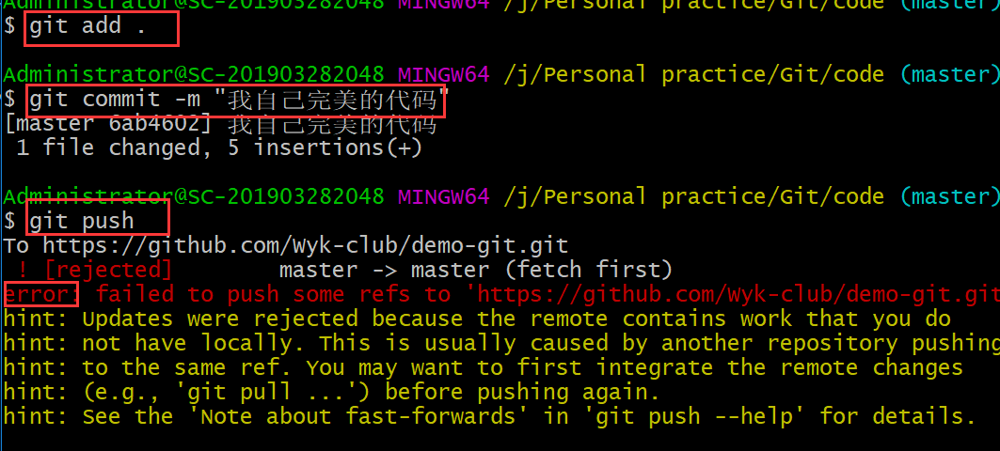 Administrator@SC-201903282048 MINGW64 /j/Personal practice/Git/code (master)
$ git add .
Administrator@SC-201903282048 MINGW64 /j/Personal practice/Git/code (master)
$ git commit -m "我自己完美的代码"
[master 6ab4602] 我自己完美的代码
1 file changed, 5 insertions(+)
Administrator@SC-201903282048 MINGW64 /j/Personal practice/Git/code (master)
$ git push
To https://github.com/Wyk-club/demo-git.git
! [rejected] master -> master (fetch first)
error: failed to push some refs to 'https://github.com/Wyk-club/demo-git.git
hint: Updates were rejected because the remote contains work that you do
hint: not have locally. This is usually caused by another repository pushing
hint: to the same ref. You may want to first integrate the remote changes
hint: (e.g., 'git pull ...') before pushing again.
hint: See the 'Note about fast-forwards' in 'git push --help' for details.